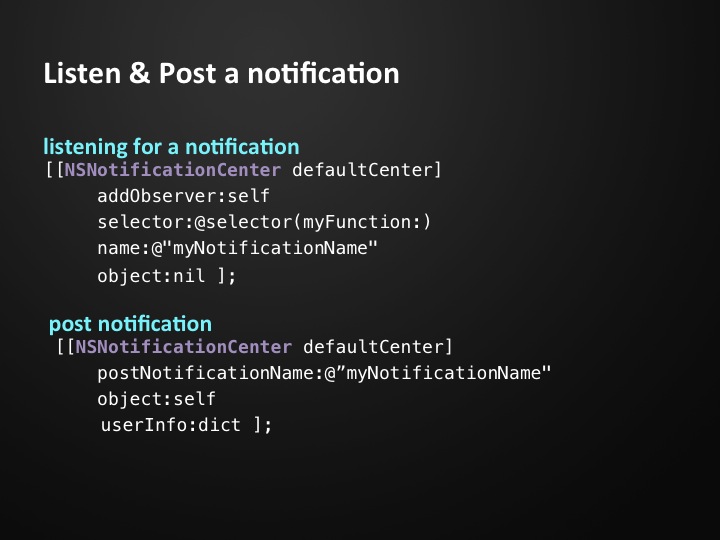 Listen & Post a notification
listening for a notification
[[NSNotificationCenter defaultCenter]
addObserver:self
selector:@selector(myFunction:)
name:@"myNotificationName"
object:nil ];
post notification
[[NSNotificationCenter defaultCenter]
postNotificationName:@”myNotificationName"
object:self
userInfo:dict ];